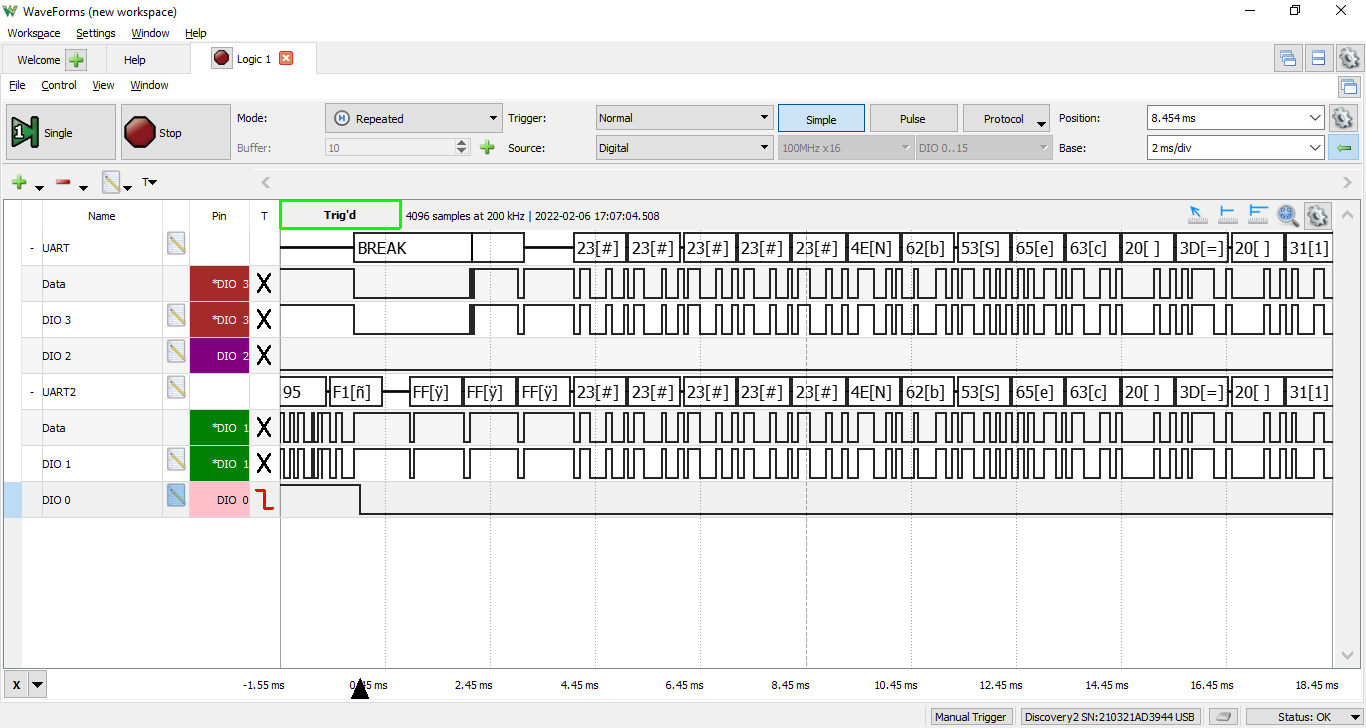 WaveForms (new workspace)
Workspace Settings Window Help
Welcome Help Logic 1
File Control View Window
Single Stop Mode: Repeated Trigger: Normal Simple Pulse Protocol Position: 8.454 ms
Buffer: 10 Source: Digital 100MHz x16 DIO 0..15 Base: 2 ms/div
T
Name Pin T Trig'd 4096 samples at 200 kHz | 2022-02-06 17:07:04.508
- UART BREAK 23[#] 23[#] 23[#] 23[#] 23[#] 4E[N] 62[b] 53[S] 65[e] 63[c] 20[ ] 3D[=] 20[ ] 31[1]
Data *DIO 3 X
DIO 3 *DIO 3 X
DIO 2 DIO 2 X
- UART2 95 F1[ñ] FF[ÿ] FF[ÿ] FF[ÿ] 23[#] 23[#] 23[#] 23[#] 23[#] 4E[N] 62[b] 53[S] 65[e] 63[c] 20[ ] 3D[=] 20[ ] 31[1]
Data *DIO 1 X
DIO 1 *DIO 1 X
DIO 0 DIO 0
X -1.55 ms 0.45 ms 2.45 ms 4.45 ms 6.45 ms 8.45 ms 10.45 ms 12.45 ms 14.45 ms 16.45 ms 18.45 ms
Manual Trigger Discovery2 SN:210321AD3944 USB Status: OK